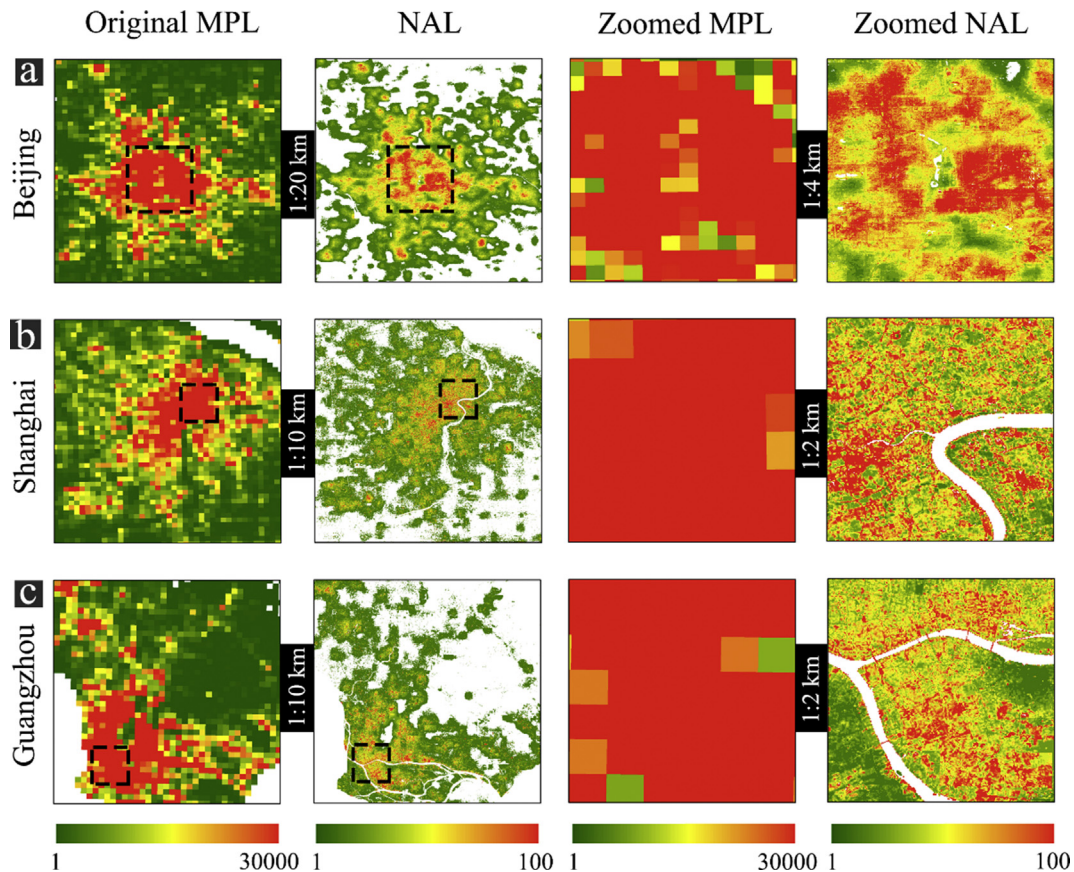 Original MPL NAL Zoomed MPL Zoomed NAL
a
Beijing
1:20 km
1:4 km
b
Shanghai
1:10 km
1:2 km
c
Guangzhou
1:10 km
1:2 km
1 30000 1 100 1 30000 1 100